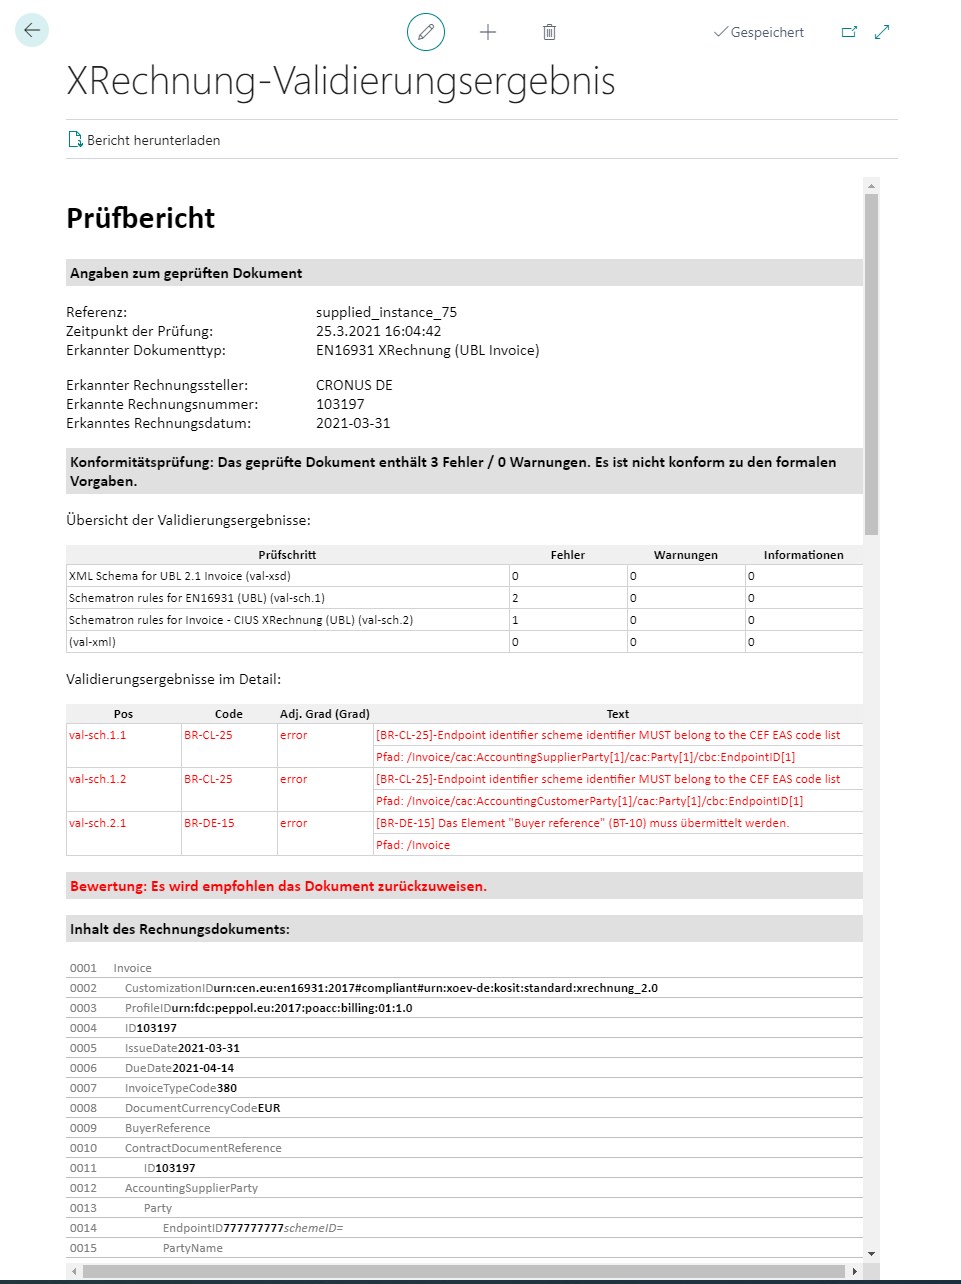 Gespeichert
XRechnung-Validierungsergebnis
Bericht herunterladen
Prüfbericht
Angaben zum geprüften Dokument
Referenz: supplied_instance_75
Zeitpunkt der Prüfung: 25.3.2021 16:04:42
Erkannter Dokumenttyp: EN16931 XRechnung (UBL Invoice)
Erkannter Rechnungssteller: CRONUS DE
Erkannte Rechnungsnummer: 103197
Erkanntes Rechnungsdatum: 2021-03-31
Konformitätsprüfung: Das geprüfte Dokument enthält 3 Fehler / 0 Warnungen. Es ist nicht konform zu den formalen
Vorgaben.
Übersicht der Validierungsergebnisse:
Prüfschritt Fehler Warnungen Informationen
XML Schema for UBL 2.1 Invoice (val-xsd) 0 0 0
Schematron rules for EN16931 (UBL) (val-sch.1) 2 0 0
Schematron rules for Invoice - CIUS XRechnung (UBL) (val-sch.2) 1 0 0
(val-xml) 0 0 0
Validierungsergebnisse im Detail:
Pos Code Adj. Grad (Grad) Text
val-sch.1.1 BR-CL-25 error [BR-CL-25]-Endpoint identifier scheme identifier MUST belong to the CEF EAS code list
Pfad: /Invoice/cac:AccountingSupplierParty[1]/cac:Party[1]/cbc:EndpointID[1]
val-sch.1.2 BR-CL-25 error [BR-CL-25]-Endpoint identifier scheme identifier MUST belong to the CEF EAS code list
Pfad: /Invoice/cac:AccountingCustomerParty[1]/cac:Party[1]/cbc:EndpointID[1]
val-sch.2.1 BR-DE-15 error [BR-DE-15] Das Element "Buyer reference" (BT-10) muss übermittelt werden.
Pfad: /Invoice
Bewertung: Es wird empfohlen das Dokument zurückzuweisen.
Inhalt des Rechnungsdokuments:
0001 Invoice
0002 CustomizationIDurn:cen.eu:en16931:2017#compliant#urn:xoev-de:kosit:standard:xrechnung_2.0
0003 ProfileIDurn:fdc:peppol.eu:2017:poacc:billing:01:1.0
0004 ID103197
0005 IssueDate2021-03-31
0006 DueDate2021-04-14
0007 InvoiceTypeCode380
0008 DocumentCurrencyCodeEUR
0009 BuyerReference
0010 ContractDocumentReference
0011 ID103197
0012 AccountingSupplierParty
0013 Party
0014 EndpointID777777777schemeID=
0015 PartyName